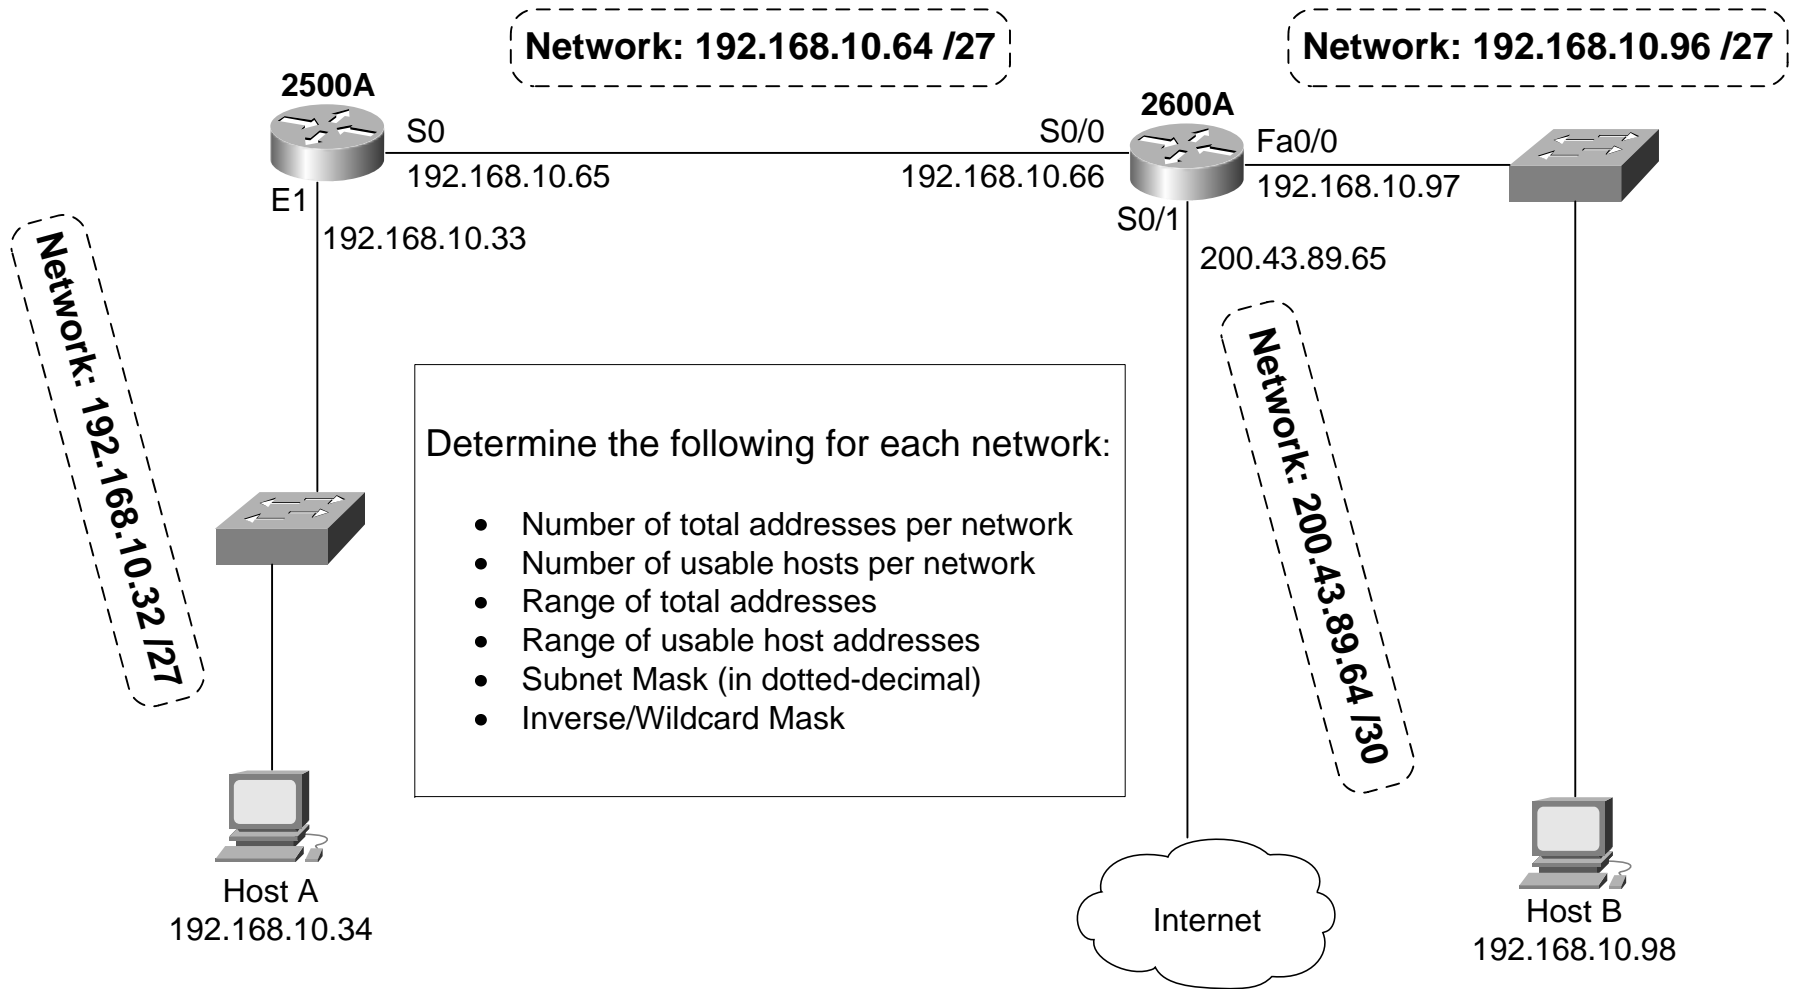 Network: 192.168.10.64 /27
Network: 192.168.10.96 /27
2500A
2600A
S0
192.168.10.65
S0/0
192.168.10.66
Fa0/0
192.168.10.97
E1
192.168.10.33
S0/1
200.43.89.65
Network: 192.168.10.32 /27
Network: 200.43.89.64 /30
Determine the following for each network:
• Number of total addresses per network
• Number of usable hosts per network
• Range of total addresses
• Range of usable host addresses
• Subnet Mask (in dotted-decimal)
• Inverse/Wildcard Mask
Host A
192.168.10.34
Internet
Host B
192.168.10.98